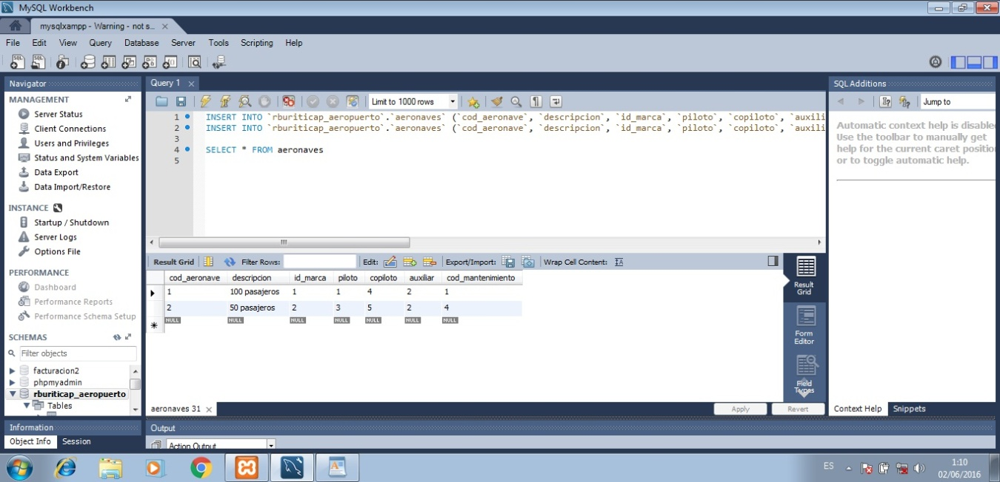 MySQL Workbench
mysqlxampp - Warning - not s...
File Edit View Query Database Server Tools Scripting Help
Navigator
MANAGEMENT
Server Status
Client Connections
Users and Privileges
Status and System Variables
Data Export
Data Import/Restore
INSTANCE
Startup / Shutdown
Server Logs
Options File
PERFORMANCE
Dashboard
Performance Reports
Performance Schema Setup
SCHEMAS
Filter objects
facturacion2
phpmyadmin
rburiticap_aeropuerto
Tables
Information
Object Info Session
Query 1
Limit to 1000 rows
1 INSERT INTO `rburiticap_aeropuerto`.`aeronaves` (`cod_aeronave`, `descripcion`, `id_marca`, `piloto`, `copiloto`, `auxili
2 INSERT INTO `rburiticap_aeropuerto`.`aeronaves` (`cod_aeronave`, `descripcion`, `id_marca`, `piloto`, `copiloto`, `auxili
3
4 SELECT * FROM aeronaves
5
Result Grid Filter Rows: Edit: Export/Import: Wrap Cell Content:
cod_aeronave descripcion id_marca piloto copiloto auxiliar cod_mantenimiento
1 100 pasajeros 1 1 4 2 1
2 50 pasajeros 2 3 5 2 4
NULL NULL NULL NULL NULL NULL NULL
Result
Grid
Form
Editor
Field
Types
aeronaves 31
Apply Revert
Output
Action Output
SQL Additions
Jump to
Automatic context help is disable
Use the toolbar to manually get
help for the current caret positio
or to toggle automatic help.
Context Help Snippets
ES
1:10
02/06/2016